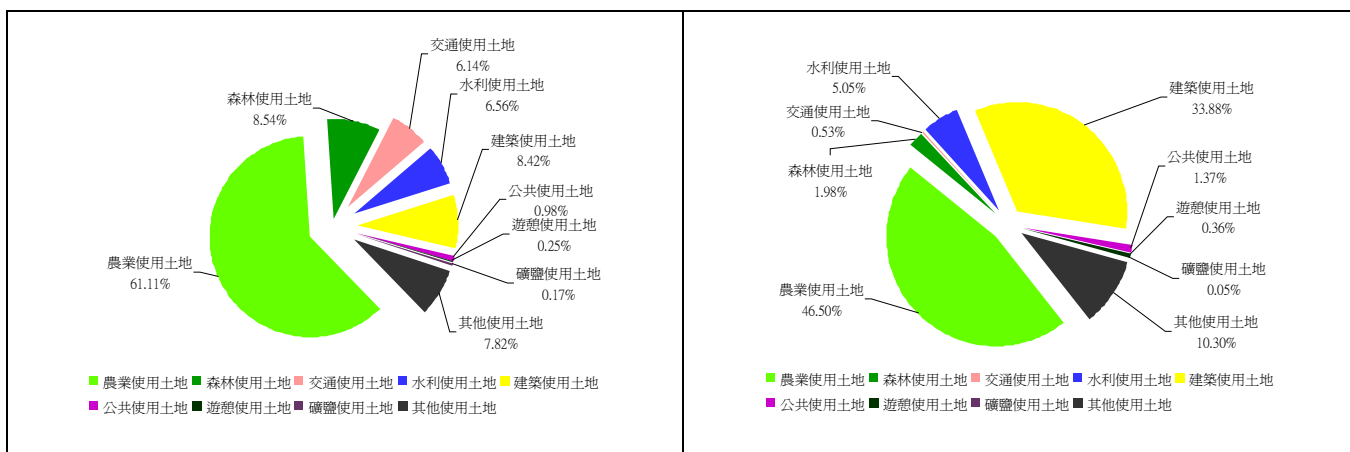 交通使用土地
6.14%
水利使用土地
6.56%
森林使用土地
8.54%
建築使用土地
8.42%
公共使用土地
0.98%
遊憩使用土地
0.25%
礦鹽使用土地
0.17%
農業使用土地
61.11%
其他使用土地
7.82%
農業使用土地 森林使用土地 交通使用土地 水利使用土地 建築使用土地
公共使用土地 遊憩使用土地 礦鹽使用土地 其他使用土地
水利使用土地
5.05%
建築使用土地
33.88%
交通使用土地
0.53%
森林使用土地
1.98%
公共使用土地
1.37%
遊憩使用土地
0.36%
礦鹽使用土地
0.05%
農業使用土地
46.50%
其他使用土地
10.30%
農業使用土地 森林使用土地 交通使用土地 水利使用土地 建築使用土地
公共使用土地 遊憩使用土地 礦鹽使用土地 其他使用土地